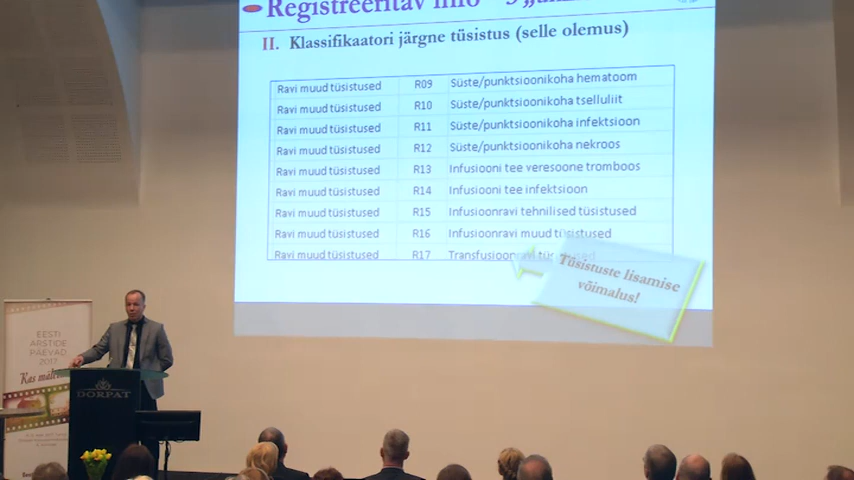 Registreeritav info - 3
II. Klassifikaatori järgne tüsistus (selle olemus)
Ravi muud tüsistused R09 Süste/punktsioonikoha hematoom
Ravi muud tüsistused R10 Süste/punktsioonikoha tselluliit
Ravi muud tüsistused R11 Süste/punktsioonikoha infektsioon
Ravi muud tüsistused R12 Süste/punktsioonikoha nekroos
Ravi muud tüsistused R13 Infusiooni tee veresoone tromboos
Ravi muud tüsistused R14 Infusiooni tee infektsioon
Ravi muud tüsistused R15 Infusioonravi tehnilised tüsistused
Ravi muud tüsistused R16 Infusioonravi muud tüsistused
Ravi muud tüsistused R17
Tüsistuste lisamise
võimalus!
EESTI
ARSTIDE
PÄEVAD
2017
Kas
DORPAT